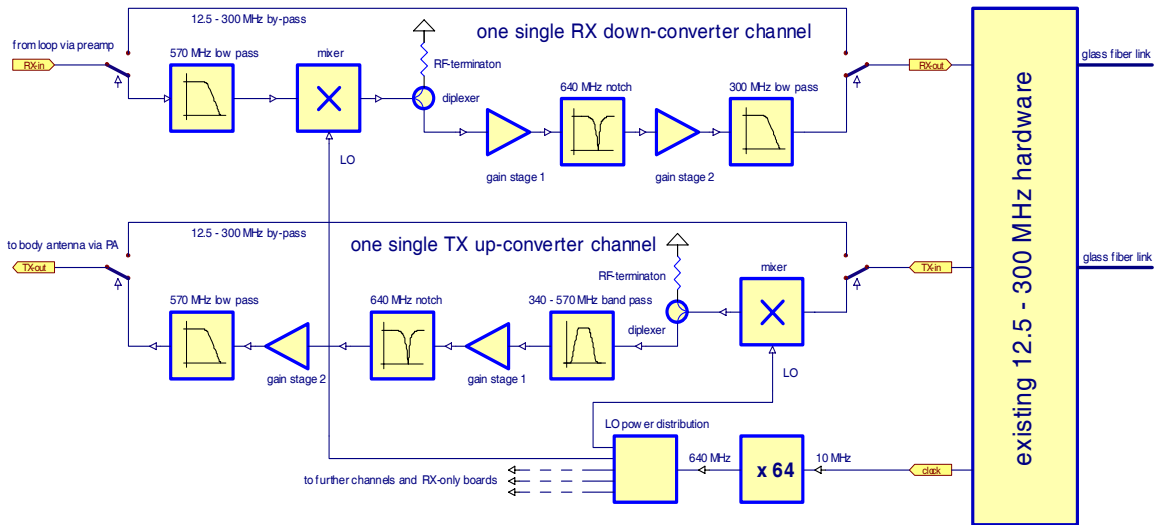 12.5 - 300 MHz by-pass
one single RX down-converter channel
from loop via preamp
570 MHz low pass
mixer
RF-terminaton
glass fiber link
RX-in
RX-out
640 MHz notch
300 MHz low pass
diplexer
LO
gain stage 1
gain stage 2
existing 12.5 - 300 MHz hardware
12.5 - 300 MHz by-pass
one single TX up-converter channel
to body antenna via PA
glass fiber link
TX-out
RF-terminaton
mixer
TX-in
570 MHz low pass
640 MHz notch
340 - 570 MHz band pass
diplexer
gain stage 2
gain stage 1
LO
LO power distribution
640 MHz
x 64
10 MHz
clock
to further channels and RX-only boards